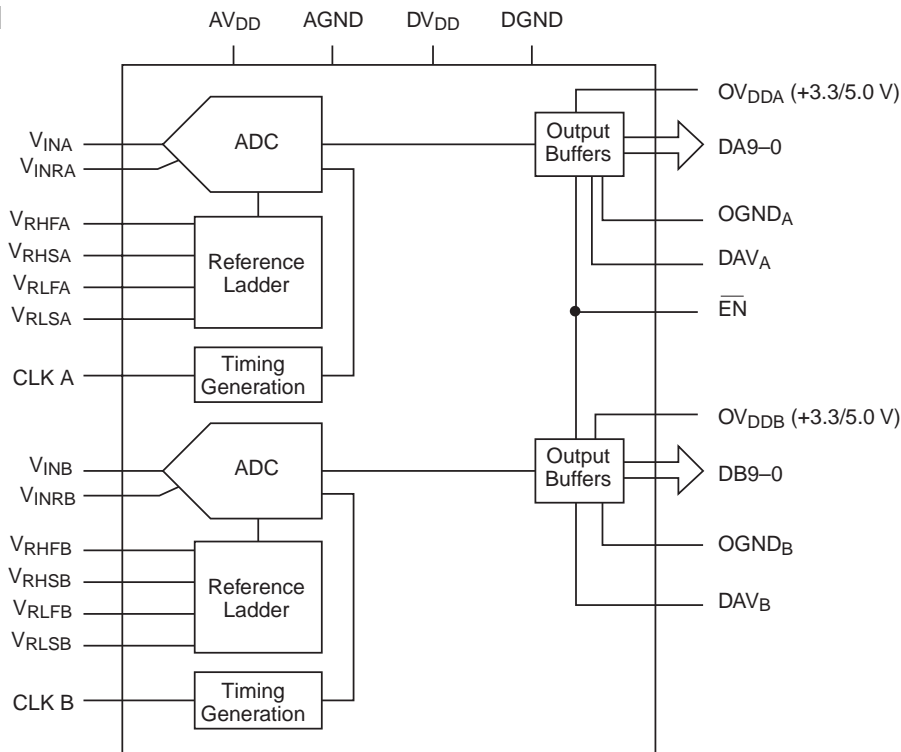 AVDD AGND DVDD DGND
OVDDA (+3.3/5.0 V)
VINA
VINRA
ADC
Output
Buffers
DA9–0
VRHFA
VRHSA
VRLFA
VRLSA
Reference
Ladder
OGNDA
DAVA
EN
CLK A
Timing
Generation
OVDDB (+3.3/5.0 V)
VINB
VINRB
ADC
Output
Buffers
DB9–0
VRHFB
VRHSB
VRLFB
VRLSB
Reference
Ladder
OGNDB
DAVB
CLK B
Timing
Generation